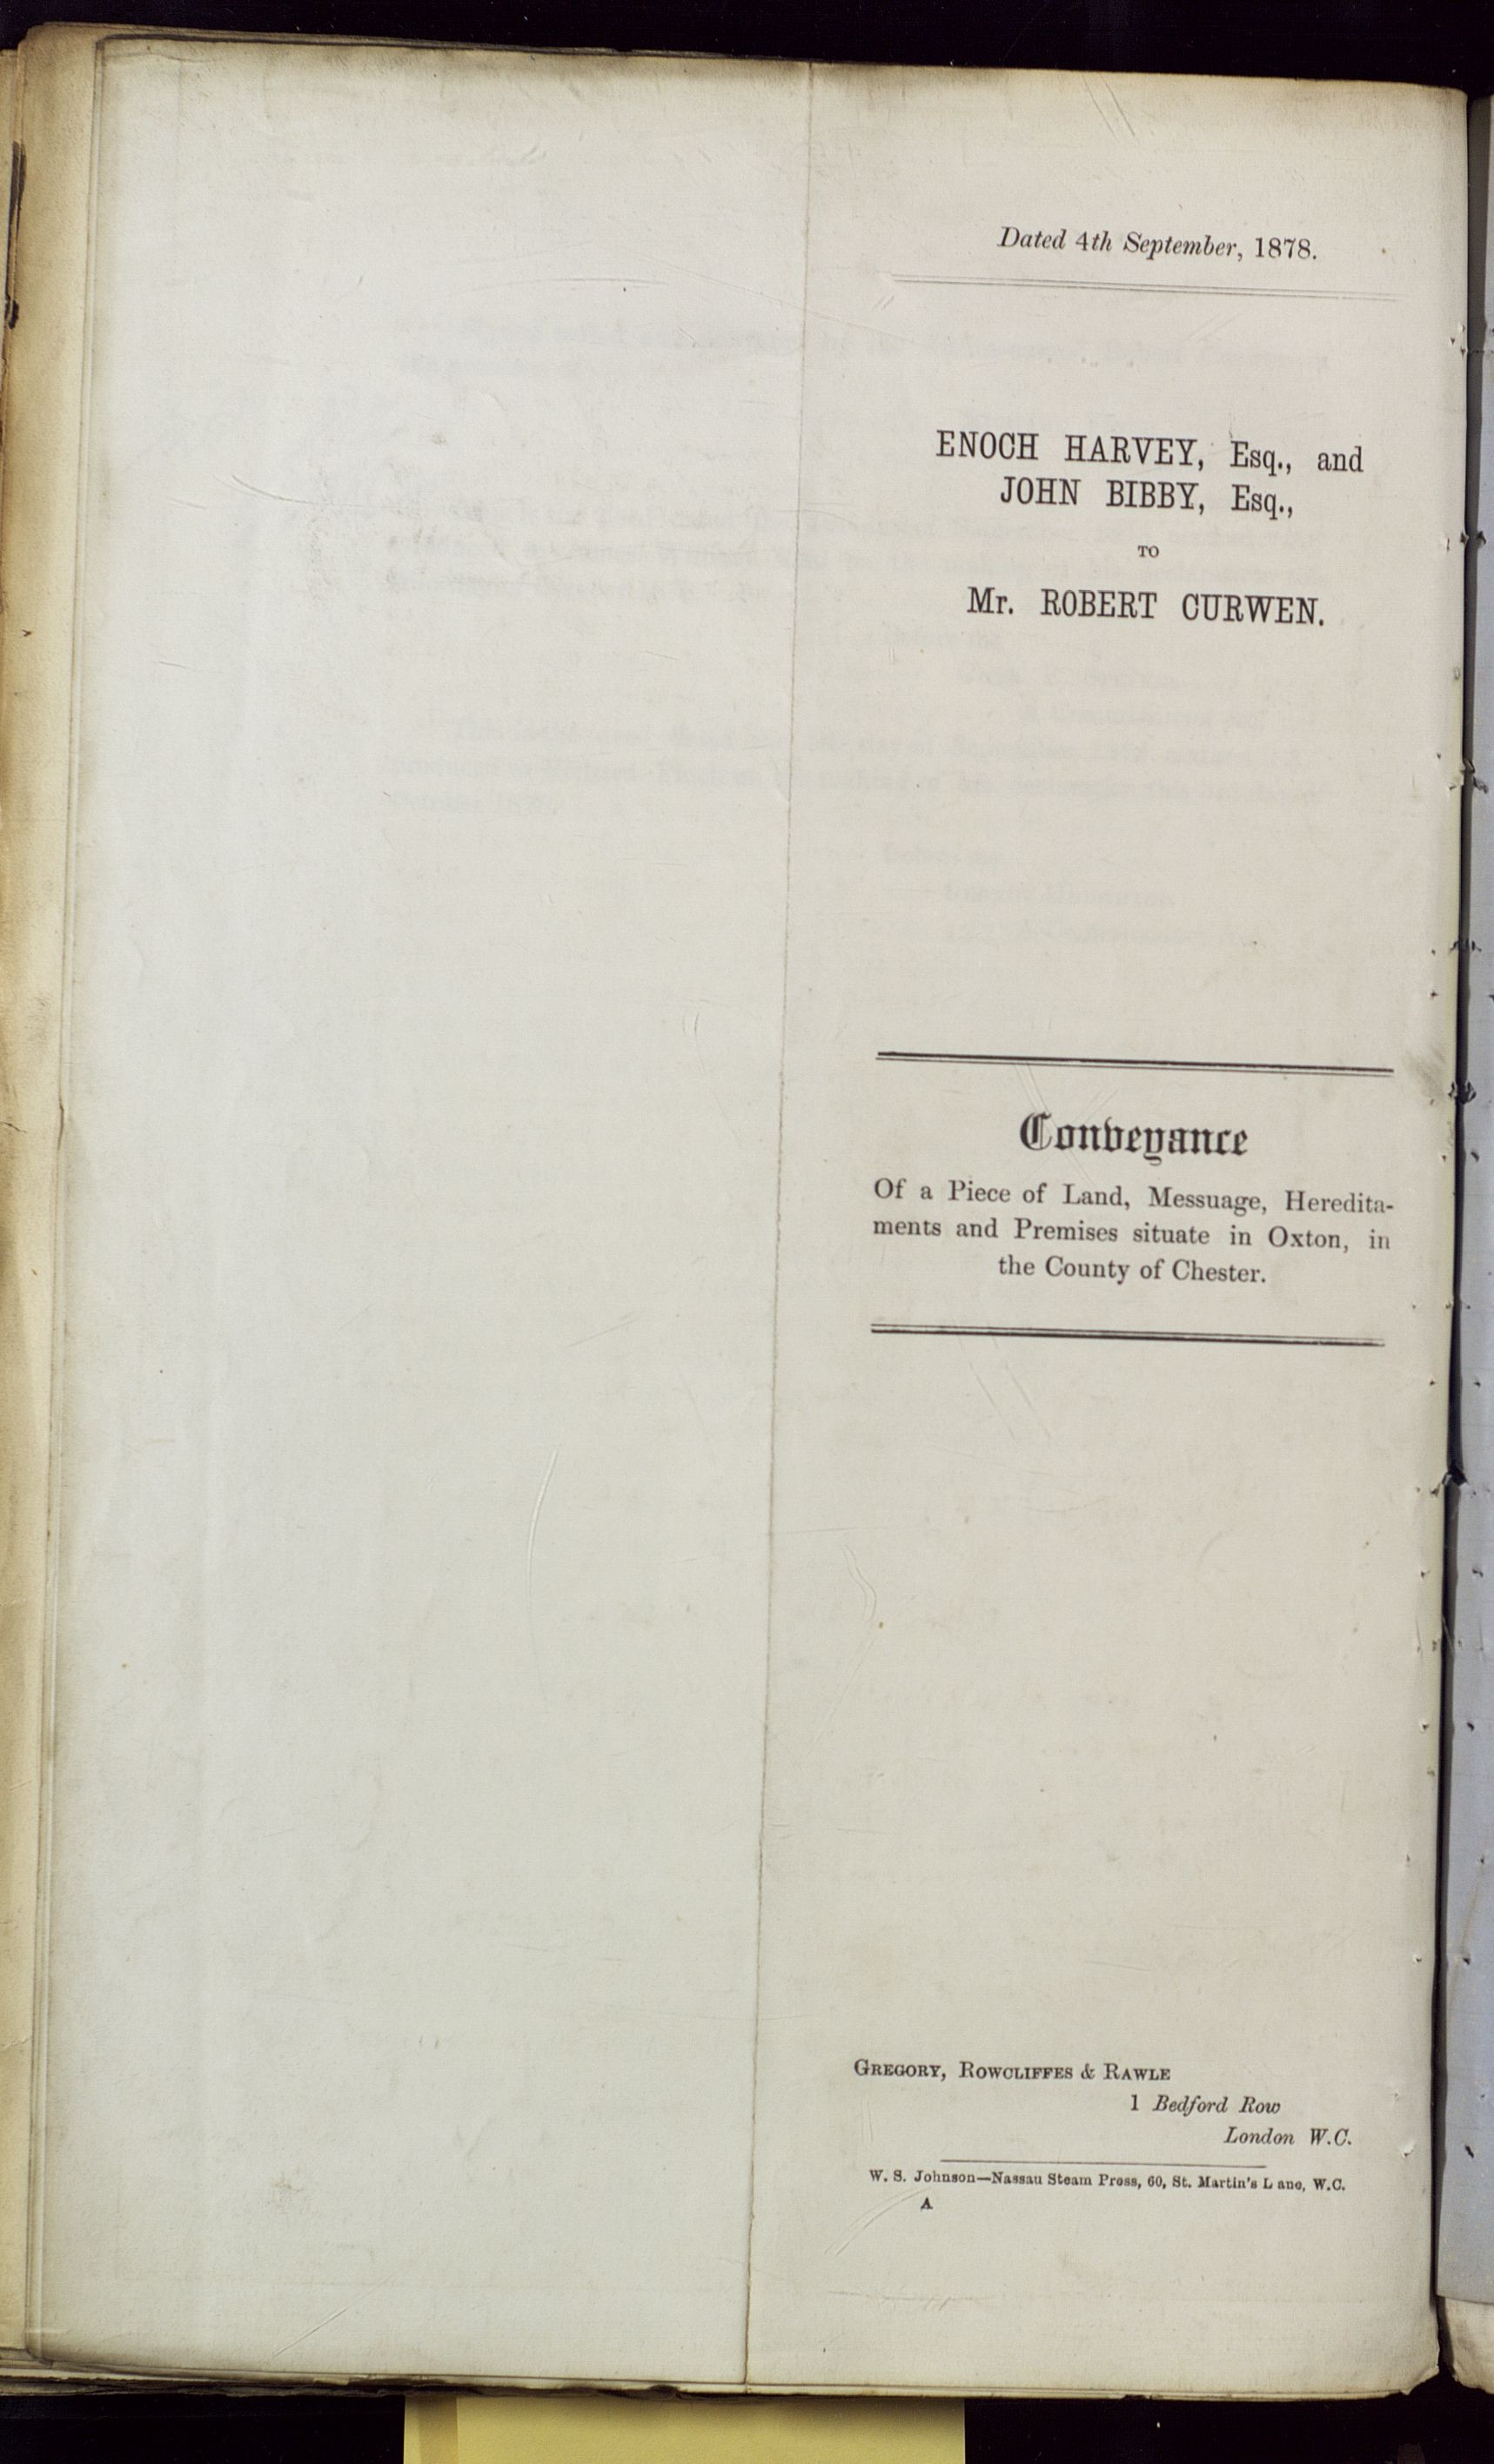 Dated 4th September, 1878.
ENOCH HARVEY, Esq., and
JOHN BIBBY, Esq.,
TO
Mr. ROBERT CURWEN.
Conveyance
Of a Piece of Land, Messuage, Heredita-
ments and Premises situate in Oxton, in
the County of Chester.
GREGORY, ROWCLIFFES & RAWLE
1 Bedford Row
London W.C.
W. S. Johnson—Nassau Steam Press, 60, St. Martin's Lane, W.C.
A